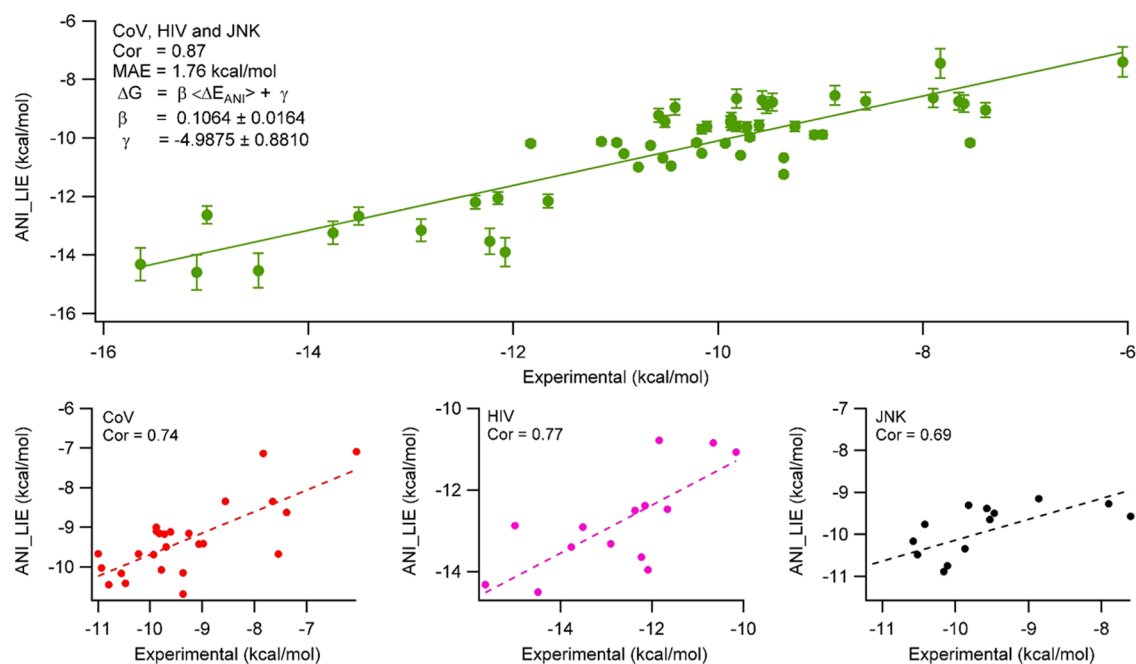 CoV, HIV and JNK
Cor = 0.87
MAE = 1.76 kcal/mol
ΔG = β <ΔE_ANI> + γ
β = 0.1064 ± 0.0164
γ = -4.9875 ± 0.8810
ANI_LIE (kcal/mol)
-6
-8
-10
-12
-14
-16
-16 -14 -12 -10 -8 -6
Experimental (kcal/mol)
CoV
Cor = 0.74
ANI_LIE (kcal/mol)
-6
-7
-8
-9
-10
-11 -10 -9 -8 -7
Experimental (kcal/mol)
HIV
Cor = 0.77
ANI_LIE (kcal/mol)
-10
-12
-14
-14 -12 -10
Experimental (kcal/mol)
JNK
Cor = 0.69
ANI_LIE (kcal/mol)
-7
-8
-9
-10
-11
-11 -10 -9 -8
Experimental (kcal/mol)